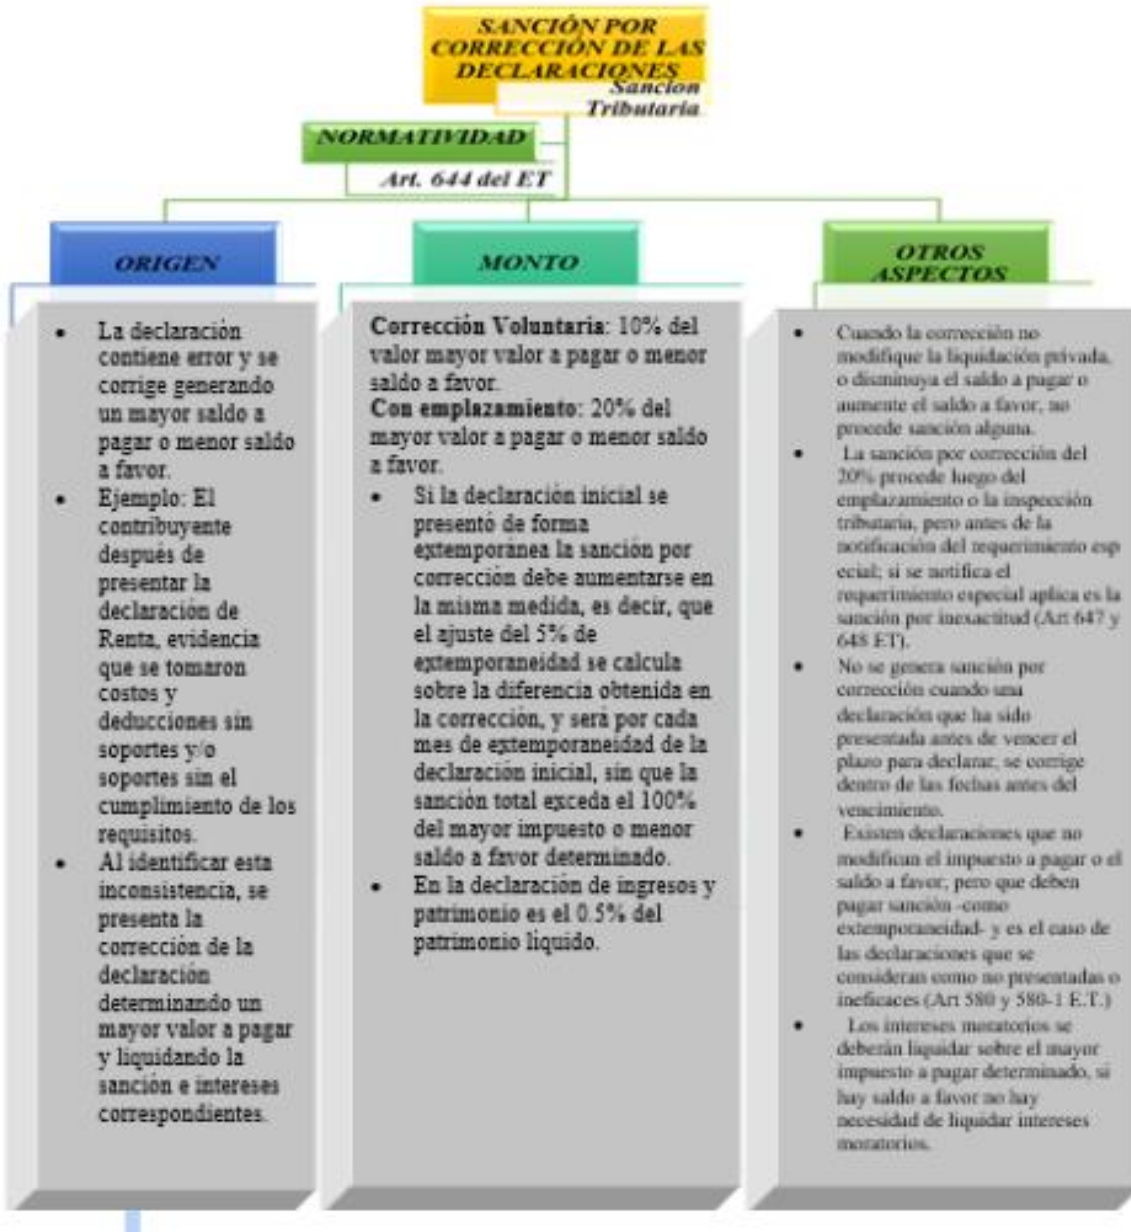 SANCIÓN POR
CORRECCIÓN DE LAS
DECLARACIONES
Sancion
Tributaria
NORMATIVIDAD
Art. 644 del ET
ORIGEN
• La declaración
contiene error y se
corrige generando
un mayor saldo a
pagar o menor saldo
a favor.
• Ejemplo: El
contribuyente
después de
presentar la
declaración de
Renta, evidencia
que se tomaron
costos y
deducciones sin
soportes y/o
soportes sin el
cumplimiento de los
requisitos.
• Al identificar esta
inconsistencia, se
presenta la
corrección de la
declaración
determinando un
mayor valor a pagar
y liquidando la
sanción e intereses
correspondientes.
MONTO
Corrección Voluntaria: 10% del
valor mayor valor a pagar o menor
saldo a favor.
Con emplazamiento: 20% del
mayor valor a pagar o menor saldo
a favor.
• Si la declaración inicial se
presentó de forma
extemporánea la sanción por
corrección debe aumentarse en
la misma medida, es decir, que
el ajuste del 5% de
extemporaneidad se calcula
sobre la diferencia obtenida en
la corrección, y será por cada
mes de extemporaneidad de la
declaración inicial, sin que la
sanción total exceda el 100%
del mayor impuesto o menor
saldo a favor determinado.
• En la declaración de ingresos y
patrimonio es el 0.5% del
patrimonio líquido.
OTROS
ASPECTOS
• Cuando la corrección no
modifique la liquidación privada,
o disminuya el saldo a pagar o
aumente el saldo a favor, no
procede sanción alguna.
• La sanción por corrección del
20% procede luego del
emplazamiento o la inspección
tributaria, pero antes de la
notificación del requerimiento esp
ecial; si se notifica el
requerimiento especial aplica es la
sanción por inexactitud (Art 647 y
648 ET).
• No se genera sanción por
corrección cuando una
declaración que ha sido
presentada antes de vencer el
plazo para declarar, se corrige
dentro de las fechas antes del
vencimiento.
• Existen declaraciones que no
modifican el impuesto a pagar o el
saldo a favor, pero que deben
pagar sanción -como
extemporaneidad- y es el caso de
las declaraciones que se
consideran como no presentadas o
ineficaces (Art 580 y 580-1 E.T.)
• Los intereses moratorios se
deberán liquidar sobre el mayor
impuesto a pagar determinado, si
hay saldo a favor no hay
necesidad de liquidar intereses
moratorios.